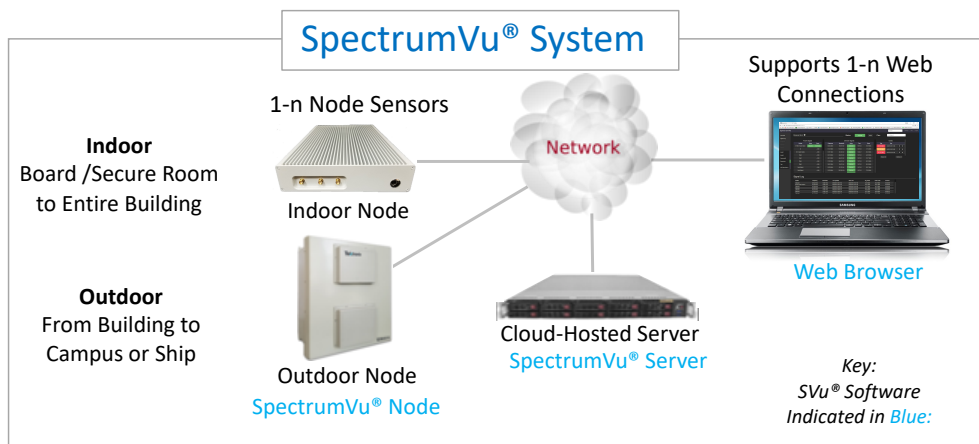 SpectrumVu® System
1-n Node Sensors
Supports 1-n Web
Connections
Indoor
Board /Secure Room
to Entire Building
Network
SAMSUNG
Indoor Node
Web Browser
Outdoor
From Building to
Campus or Ship
Cloud-Hosted Server
SpectrumVu® Server
Outdoor Node
SpectrumVu® Node
Key:
SVu® Software
Indicated in Blue: